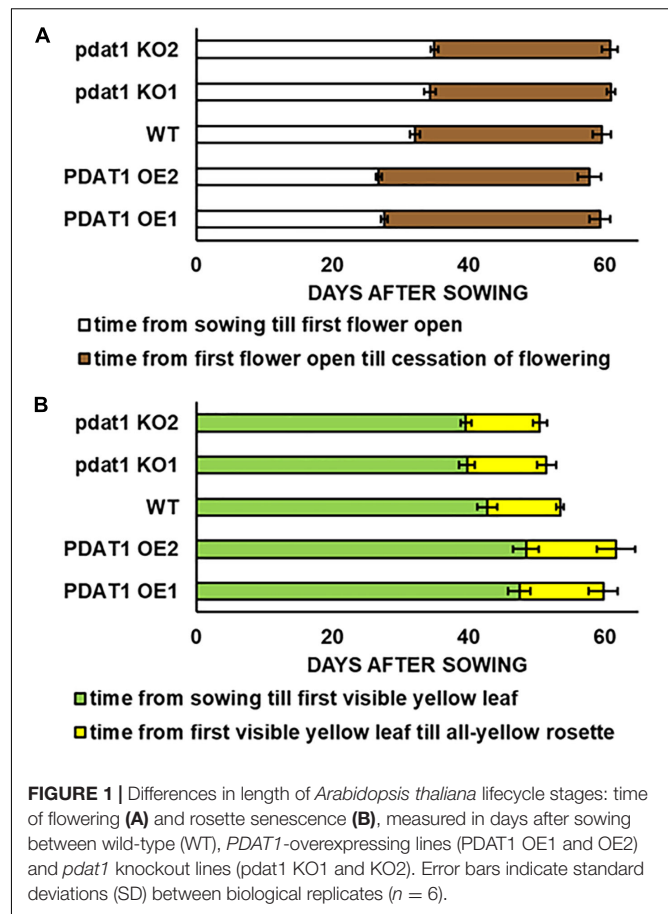 A
pdat1 KO2
pdat1 KO1
WT
PDAT1 OE2
PDAT1 OE1
0 20 40 60
DAYS AFTER SOWING
time from sowing till first flower open
time from first flower open till cessation of flowering
B
pdat1 KO2
pdat1 KO1
WT
PDAT1 OE2
PDAT1 OE1
0 20 40 60
DAYS AFTER SOWING
time from sowing till first visible yellow leaf
time from first visible yellow leaf till all-yellow rosette
FIGURE 1 | Differences in length of Arabidopsis thaliana lifecycle stages: time
of flowering (A) and rosette senescence (B), measured in days after sowing
between wild-type (WT), PDAT1-overexpressing lines (PDAT1 OE1 and OE2)
and pdat1 knockout lines (pdat1 KO1 and KO2). Error bars indicate standard
deviations (SD) between biological replicates (n = 6).